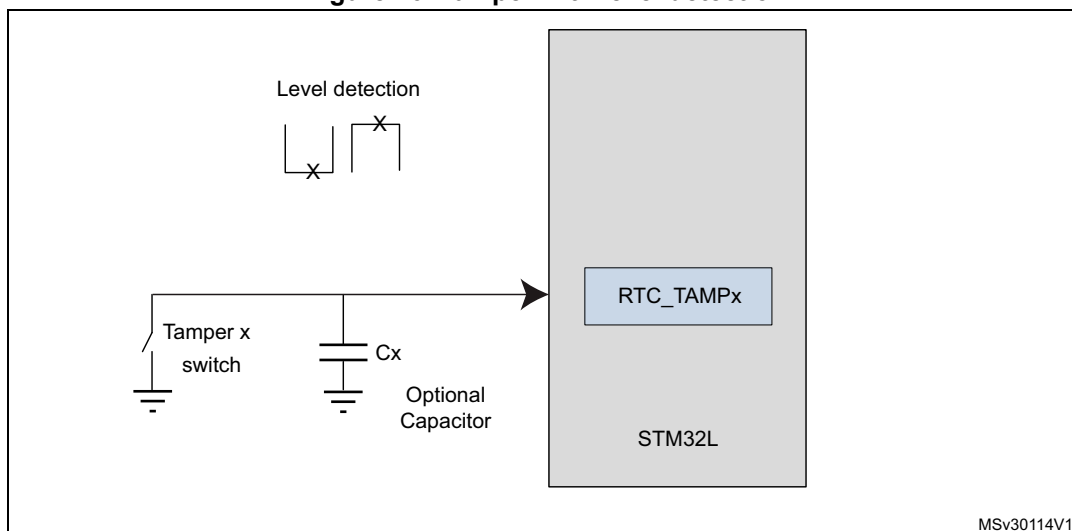 Level detection
X
X
RTC_TAMPx
Tamper x
switch
Cx
Optional
Capacitor
STM32L
MSv30114V1